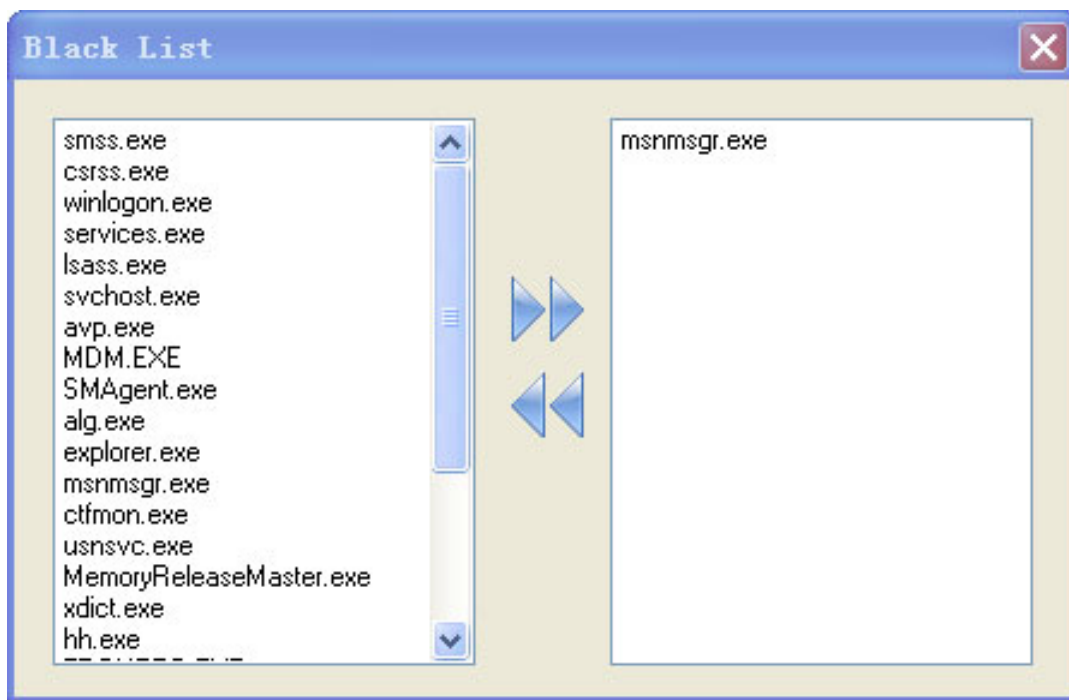 Black List
smss.exe
csrss.exe
winlogon.exe
services.exe
lsass.exe
svchost.exe
avp.exe
MDM.EXE
SMAgent.exe
alg.exe
explorer.exe
msnmsgr.exe
ctfmon.exe
usnsvc.exe
MemoryReleaseMaster.exe
xdict.exe
hh.exe
msnmsgr.exe